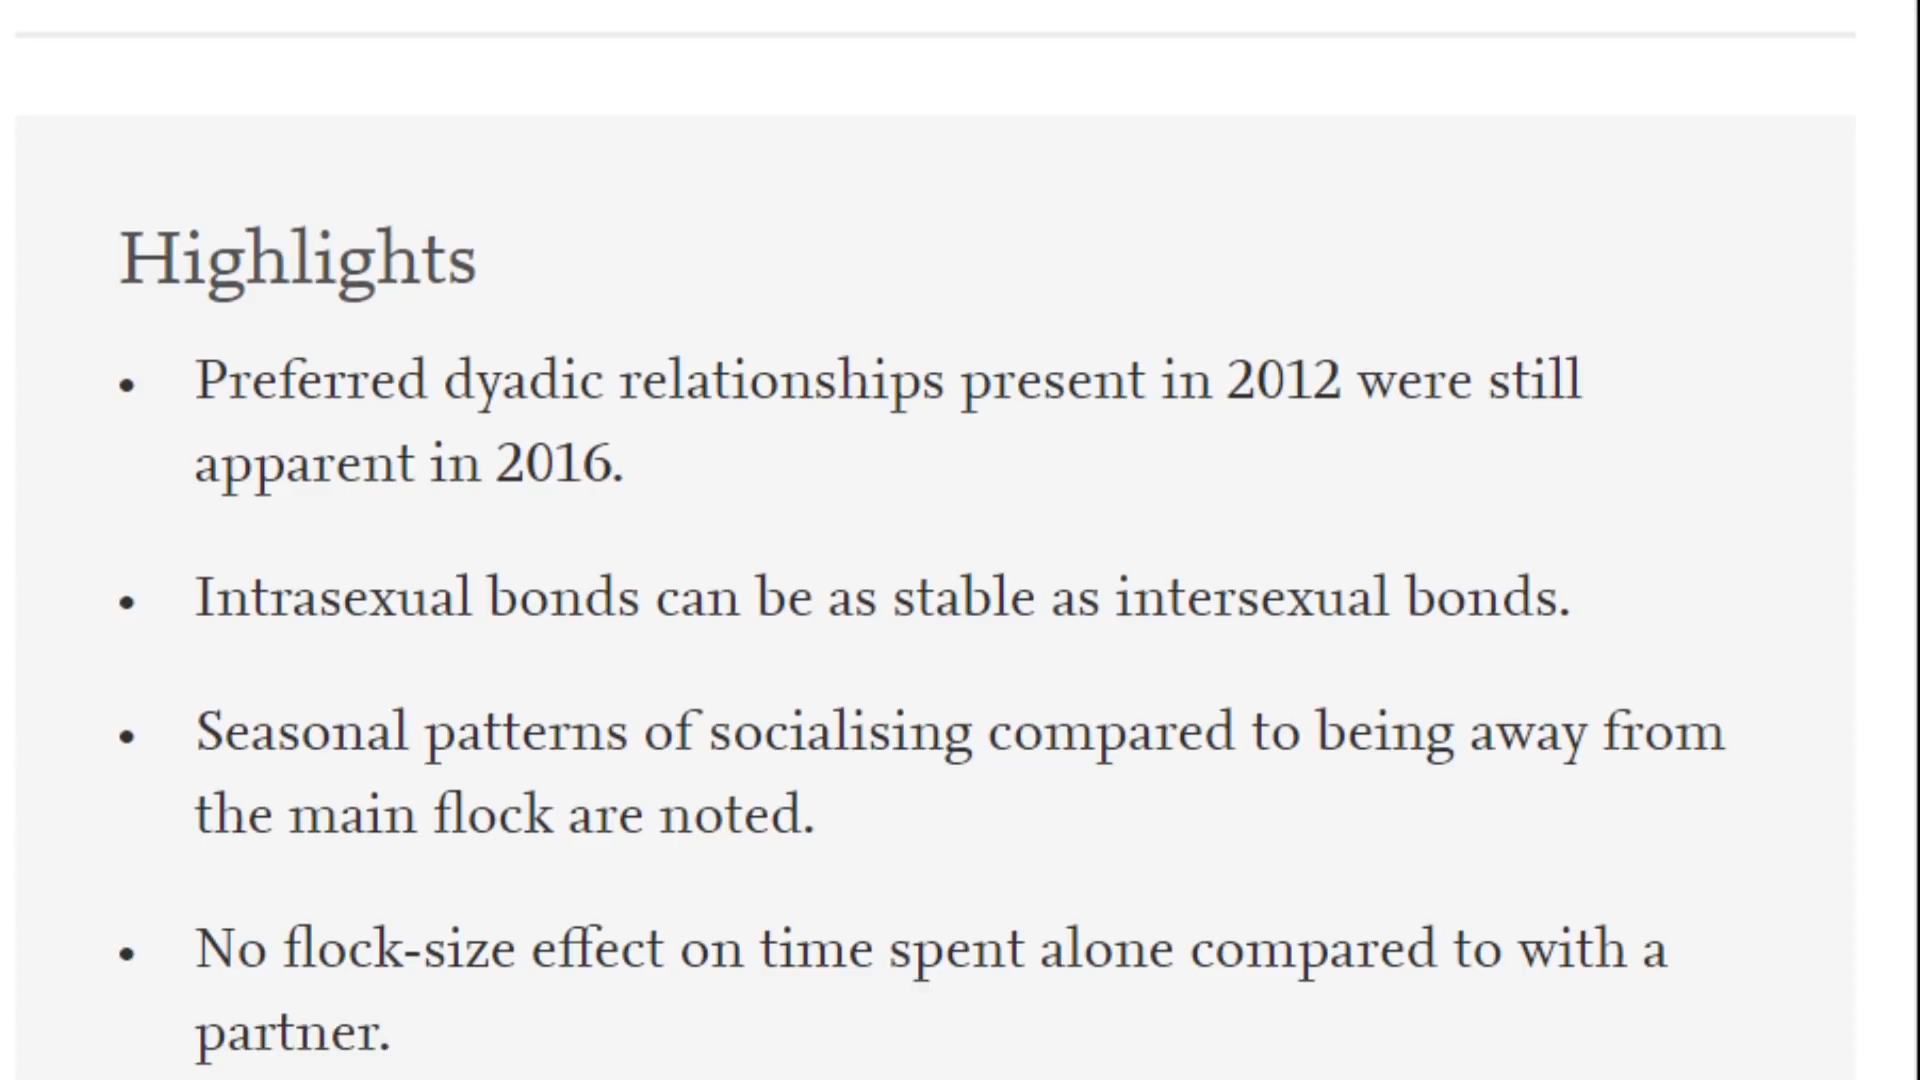 Highlights
• Preferred dyadic relationships present in 2012 were still
apparent in 2016.
• Intrasexual bonds can be as stable as intersexual bonds.
• Seasonal patterns of socialising compared to being away from
the main flock are noted.
• No flock-size effect on time spent alone compared to with a
partner.